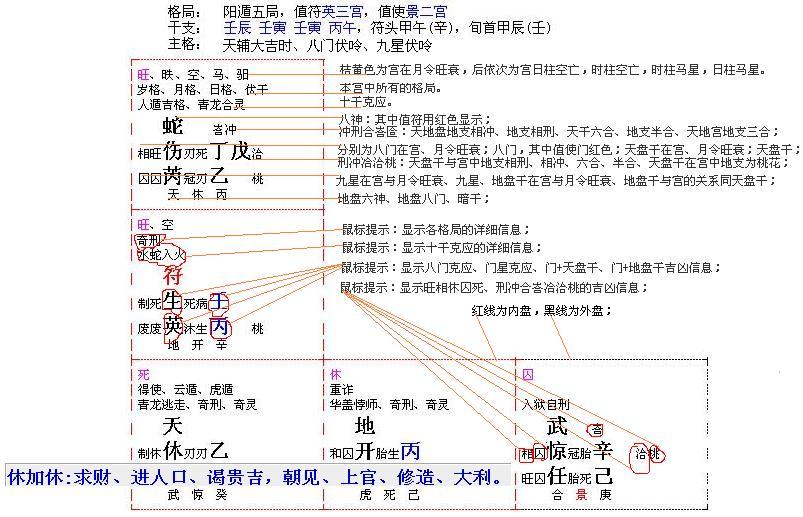 格局: 阳遁五局，值符英三宫，值使景二宫
干支: 壬辰 壬寅 壬寅 丙午，符头甲午(辛)，旬首甲辰(壬)
主格: 天辅大吉时、八门伏呤、九星伏呤
旺、昳、空、马、驲
桔黄色为宫在月令旺衰，后依次为宫日柱空亡，时柱空亡，时柱马星，日柱马星。
岁格、月格、日格、伏干
本宫中所有的格局。
人遁吉格、青龙合灵
十干克应。
八神：其中值符用红色显示；
蛇 峇冲
冲刑合峇匼：天地盘地支相冲、地支相刑、天干六合、地支半合、天地宫地支三合；
分别为八门在宫、月令旺衰；八门，其中值使门红色；天盘干在宫、月令旺衰；天盘干；
相旺伤刃死丁戊洽
刑冲洽洽桃：天盘干与宫中地支相刑、相冲、六合、半合、天盘干在宫中地支为桃花；
囚囚芮冠刃乙 桃
九星在宫与月令旺衰、九星、地盘干在宫与月令旺衰、地盘干与宫的关系同天盘干；
天 休 丙
地盘六神、地盘八门、暗干；
旺、空
鼠标提示：显示各格局的详细信息；
奇刑
鼠标提示：显示十干克应的详细信息；
水蛇入火
鼠标提示：显示八门克应、门星克应、门+天盘干、门+地盘干吉凶信息；
符
鼠标提示：显示旺相休囚死、刑冲合峇洽洽桃的吉凶信息；
制死生死病壬
红线为内盘，黑线为外盘；
废废英沐生丙 桃
地 开 辛
死 休 囚
得使、云遁、虎遁 重诈
青龙逃走、奇刑、奇灵 华盖悖师、奇刑、奇灵 入狱自刑
天 地 武 峇
制休休刃刃乙 和囚开胎生丙 相囚惊冠胎辛 洽桃
休加休:求财、进人口、谒贵吉，朝见、上官、修造、大利。
旺囚任胎死己
武 惊 癸 虎 死 己 合 景 庚